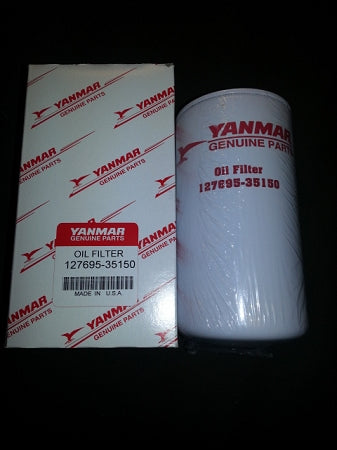 YANMAR
GENUINE PARTS
YANMAR
GENUINE PARTS
YANMAR
GENUINE PARTS
YANMAR
GENUINE PARTS
OIL FILTER
127695-35150
MADE IN U.S.A.
YANMAR
GENUINE PARTS
Oil Filter
127695-35150